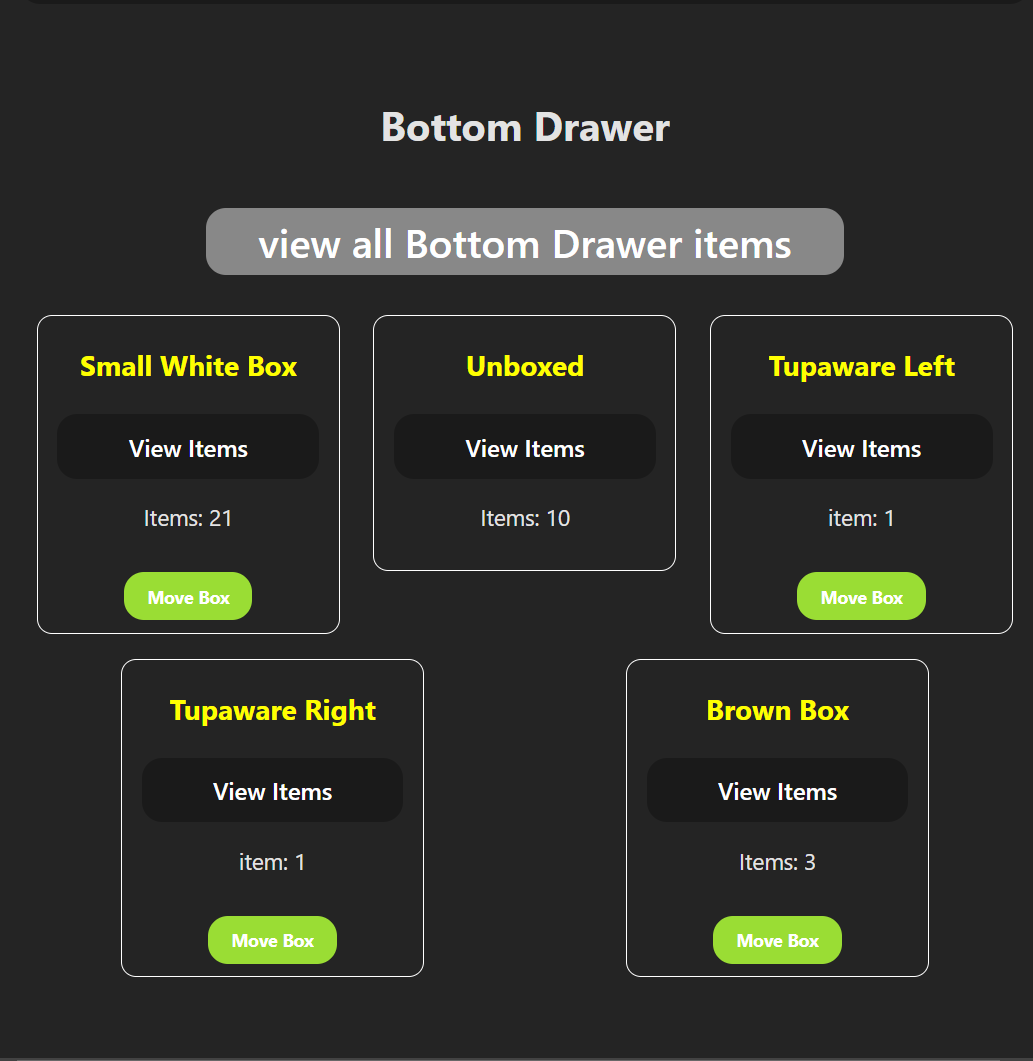 Bottom Drawer
view all Bottom Drawer items
Small White Box
View Items
Items: 21
Move Box
Unboxed
View Items
Items: 10
Tupaware Left
View Items
item: 1
Move Box
Tupaware Right
View Items
item: 1
Move Box
Brown Box
View Items
Items: 3
Move Box